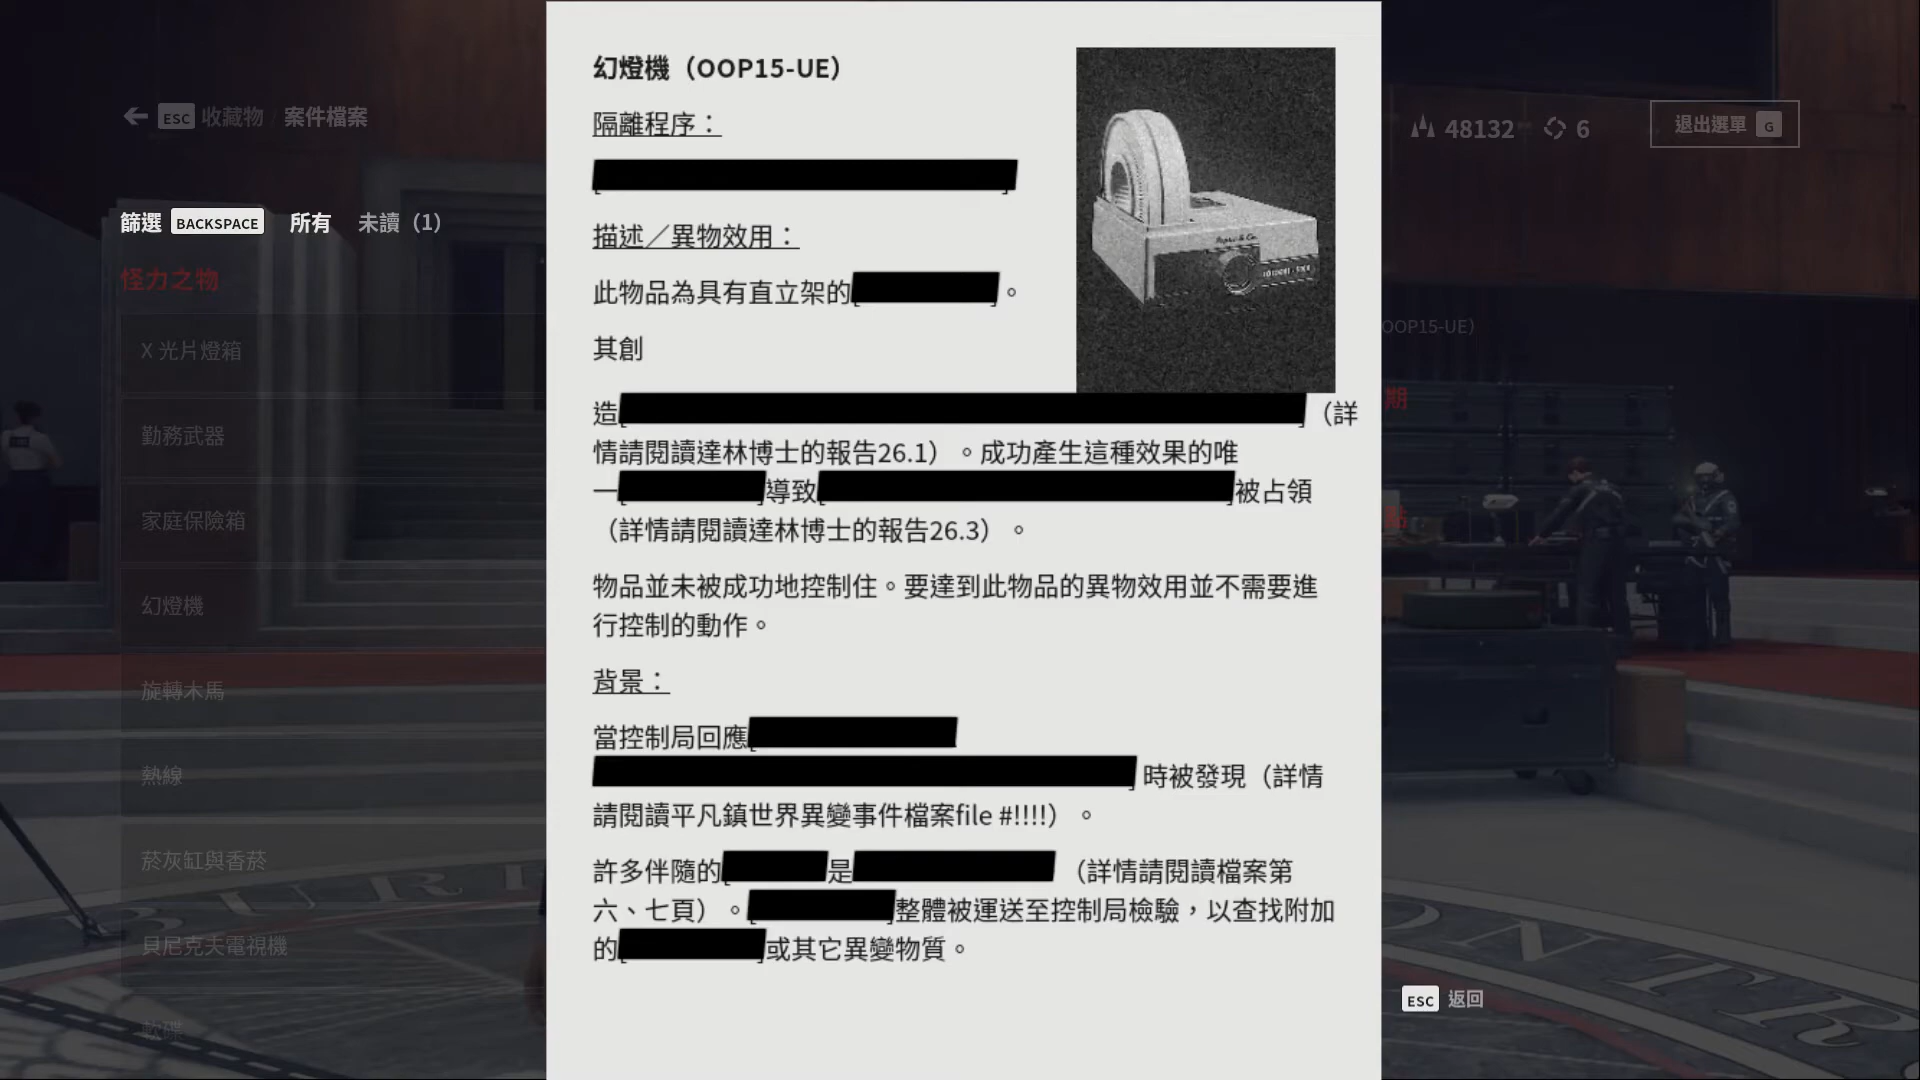 ESC 收藏物 / 案件檔案
篩選 BACKSPACE 所有 未讀（1）
怪力之物
X 光片燈箱
勤務武器
家庭保險箱
幻燈機
旋轉木馬
熱線
菸灰缸與香菸
貝尼克夫電視機
軟碟
幻燈機（OOP15-UE）
隔離程序：
描述／異物效用：
此物品為具有直立架的[ ]。
其創
造[ ]（詳
情請閱讀達林博士的報告26.1）。成功產生這種效果的唯
一[ ]導致[ ]被占領
（詳情請閱讀達林博士的報告26.3）。
物品並未被成功地控制住。要達到此物品的異物效用並不需要進
行控制的動作。
背景：
當控制局回應[
] 時被發現（詳情
請閱讀平凡鎮世界異變事件檔案file #!!!!）。
許多伴隨的[ 是[ （詳情請閱讀檔案第
六、七頁）。[ ]整體被運送至控制局檢驗，以查找附加
的[ ]或其它異變物質。
48132 6
退出選單 G
OOP15-UE）
期
點
ESC 返回